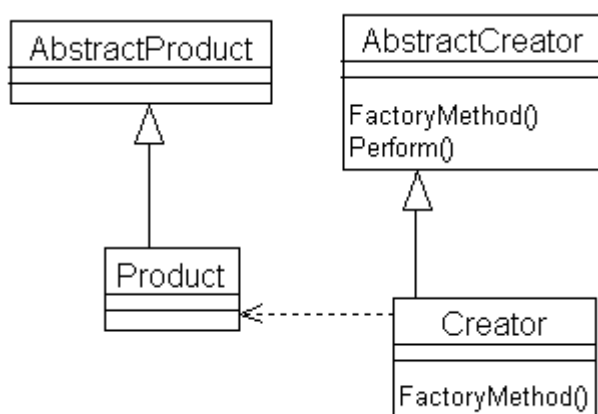 AbstractProduct
AbstractCreator
FactoryMethod()
Perform()
Product
Creator
FactoryMethod()